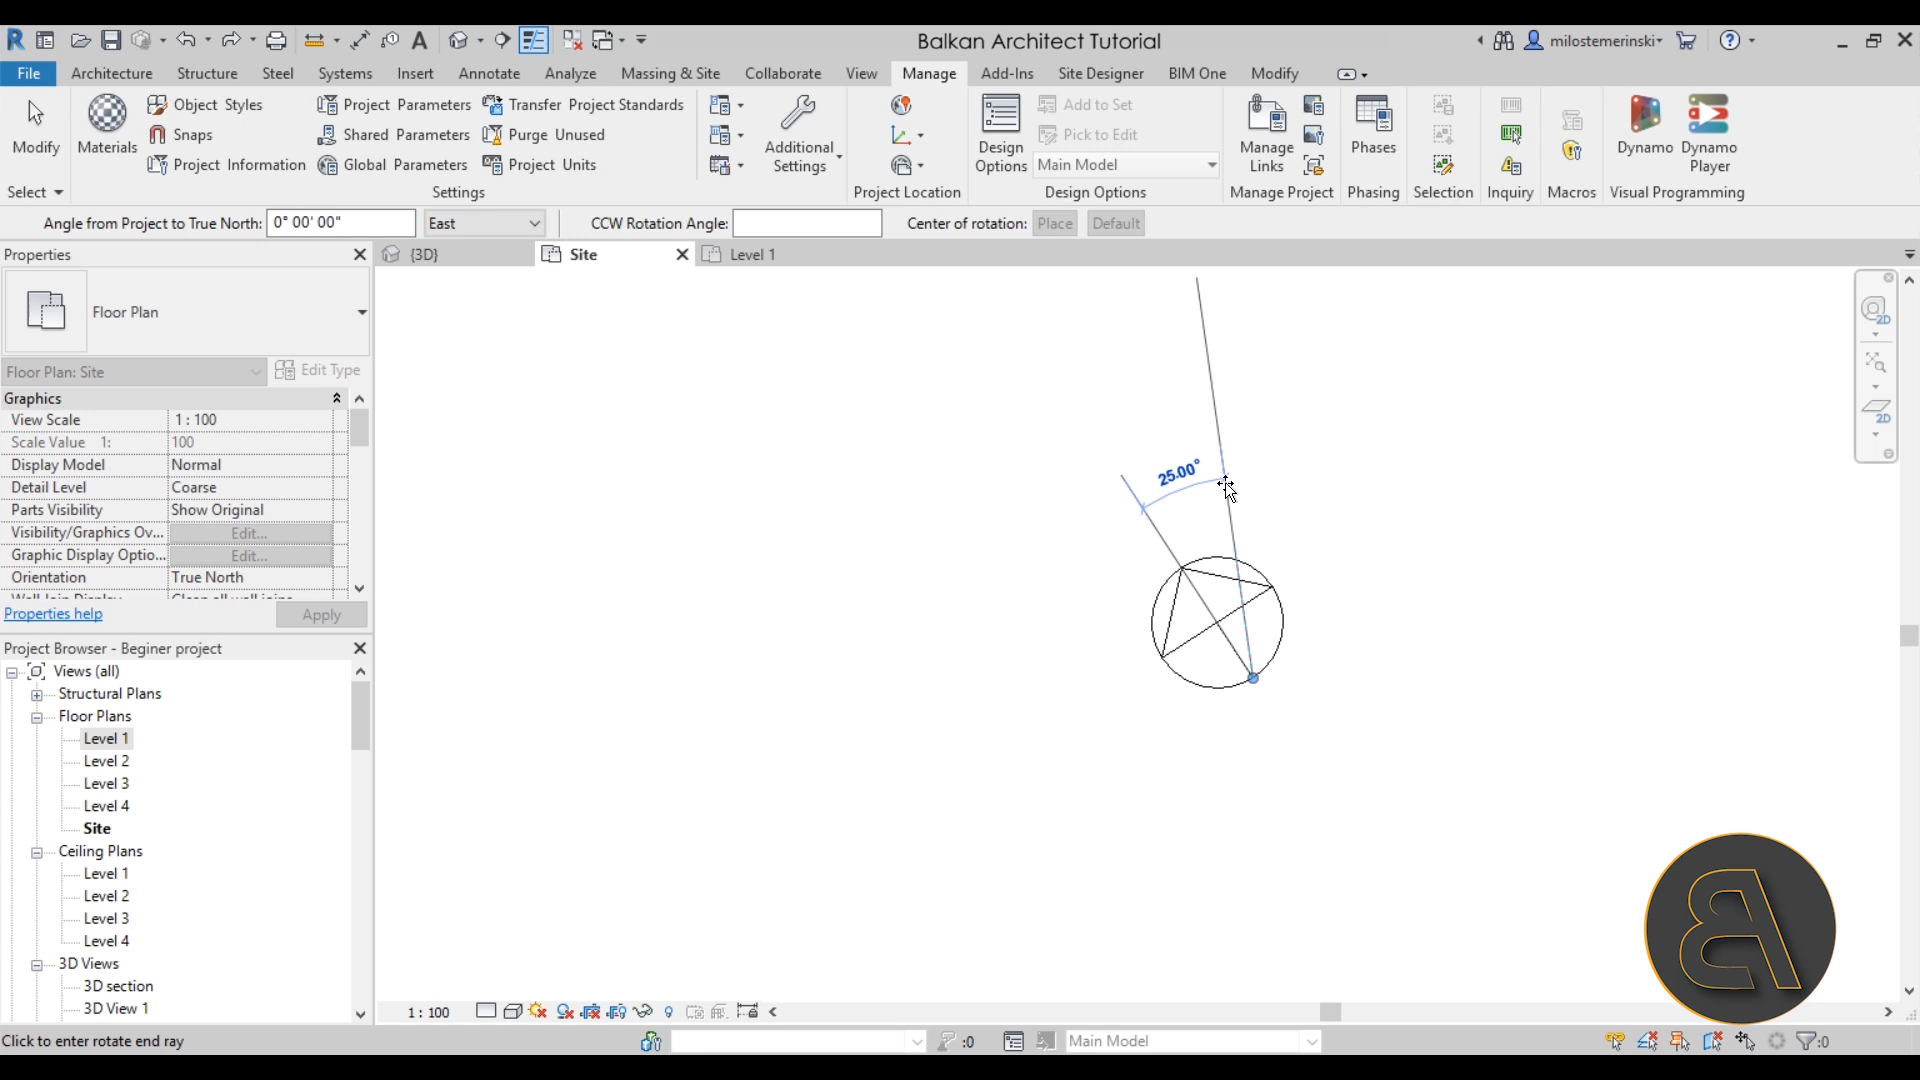 Balkan Architect Tutorial
milostemerinski
File Architecture Structure Steel Systems Insert Annotate Analyze Massing & Site Collaborate View Manage Add-Ins Site Designer BIM One Modify
Modify
Materials
Object Styles
Snaps
Project Information
Project Parameters
Shared Parameters
Global Parameters
Transfer Project Standards
Purge Unused
Project Units
Additional
Settings
Design
Options
Add to Set
Pick to Edit
Main Model
Manage
Links
Phases
Dynamo
Dynamo
Player
Select Settings Project Location Design Options Manage Project Phasing Selection Inquiry Macros Visual Programming
Angle from Project to True North: 0° 00' 00" East CCW Rotation Angle: Center of rotation: Place Default
Properties
{3D} Site Level 1
Floor Plan
Floor Plan: Site Edit Type
Graphics
View Scale 1 : 100
Scale Value 1: 100
Display Model Normal
Detail Level Coarse
Parts Visibility Show Original
Visibility/Graphics Ov... Edit...
Graphic Display Optio... Edit...
Orientation True North
Properties help Apply
25.00°
2D
2D
Project Browser - Beginer project
Views (all)
Structural Plans
Floor Plans
Level 1
Level 2
Level 3
Level 4
Site
Ceiling Plans
Level 1
Level 2
Level 3
Level 4
3D Views
3D section
3D View 1
1 : 100
B
Click to enter rotate end ray :0 Main Model :0